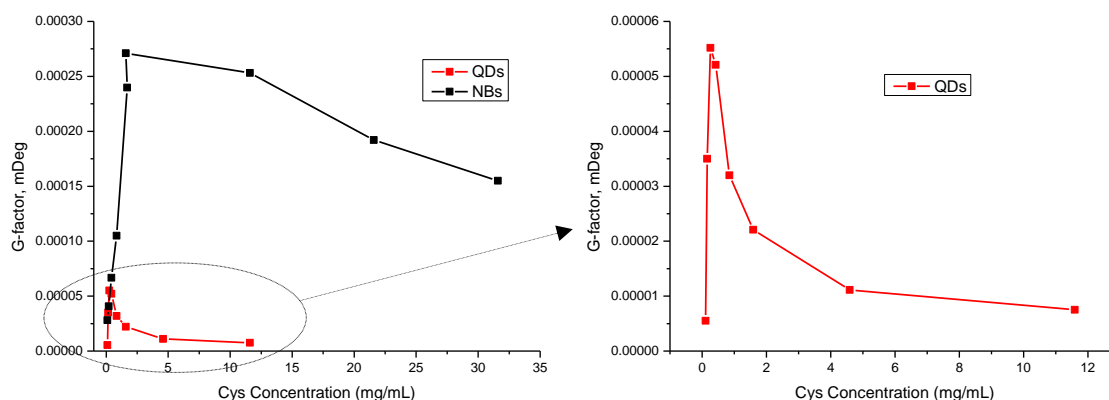 0.00030
0.00025
0.00020
0.00015
0.00010
0.00005
0.00000
G-factor, mDeg
QDs
NBs
0 5 10 15 20 25 30 35
Cys Concentration (mg/mL)
0.00006
0.00005
0.00004
0.00003
0.00002
0.00001
0.00000
G-factor, mDeg
QDs
0 2 4 6 8 10 12
Cys Concentration (mg/mL)